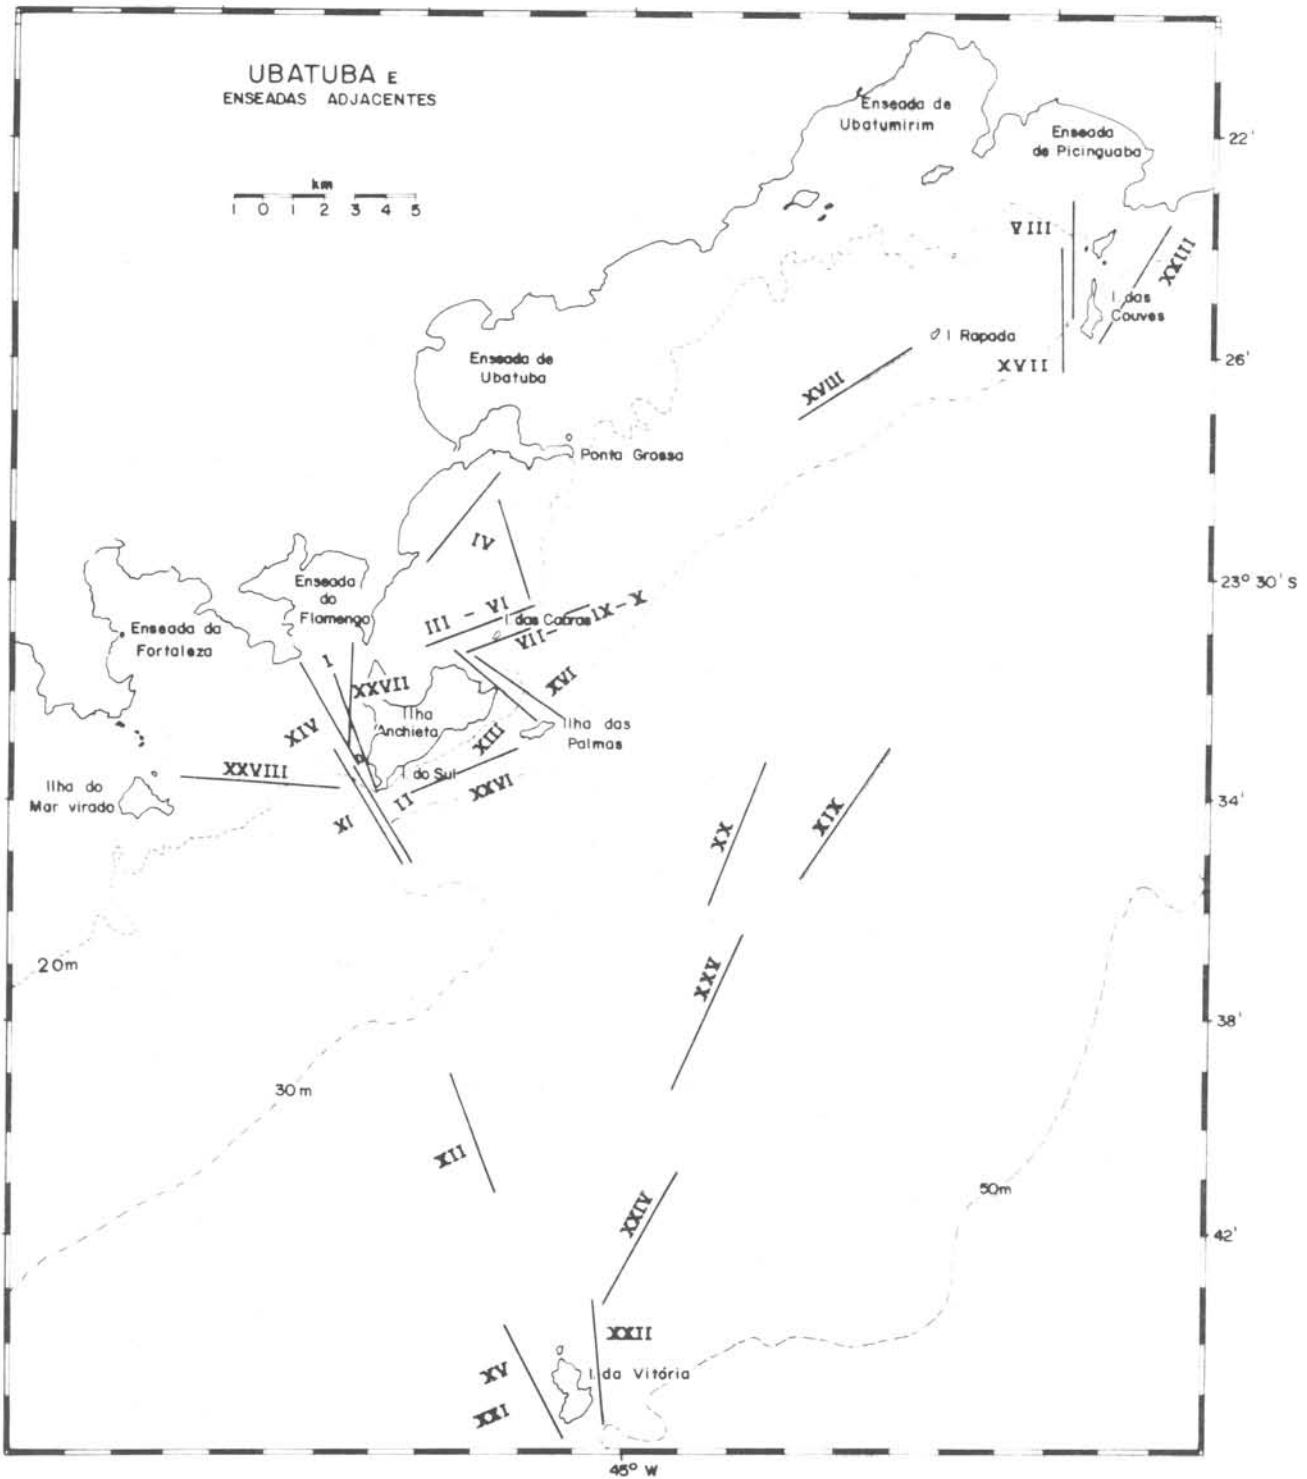 UBATUBA E
ENSEADAS ADJACENTES
km
1 0 1 2 3 4 5
Enseada de
Ubatumirim
Enseada
de Picinguaba
22'
VIII
XXIII
I. das
Couves
I Rapada
XVII
26'
XVIII
Enseada de
Ubatuba
Ponta Grossa
IV
23° 30' S
Enseada
do
Flamengo
Enseada da
Fortaleza
III - VI
I. das Cabras
VII - IX - X
I
XXVII
XVI
XIV
Ilha
Anchieta
XIII
Ilha das
Palmas
XXVIII
I. do Sul
XXVI
II
Ilha do
Mar virado
XI
34'
XX
XIX
20m
XXV
38'
30m
XII
50m
XXIV
42'
XXII
XV
I. da Vitória
XXI
45° W